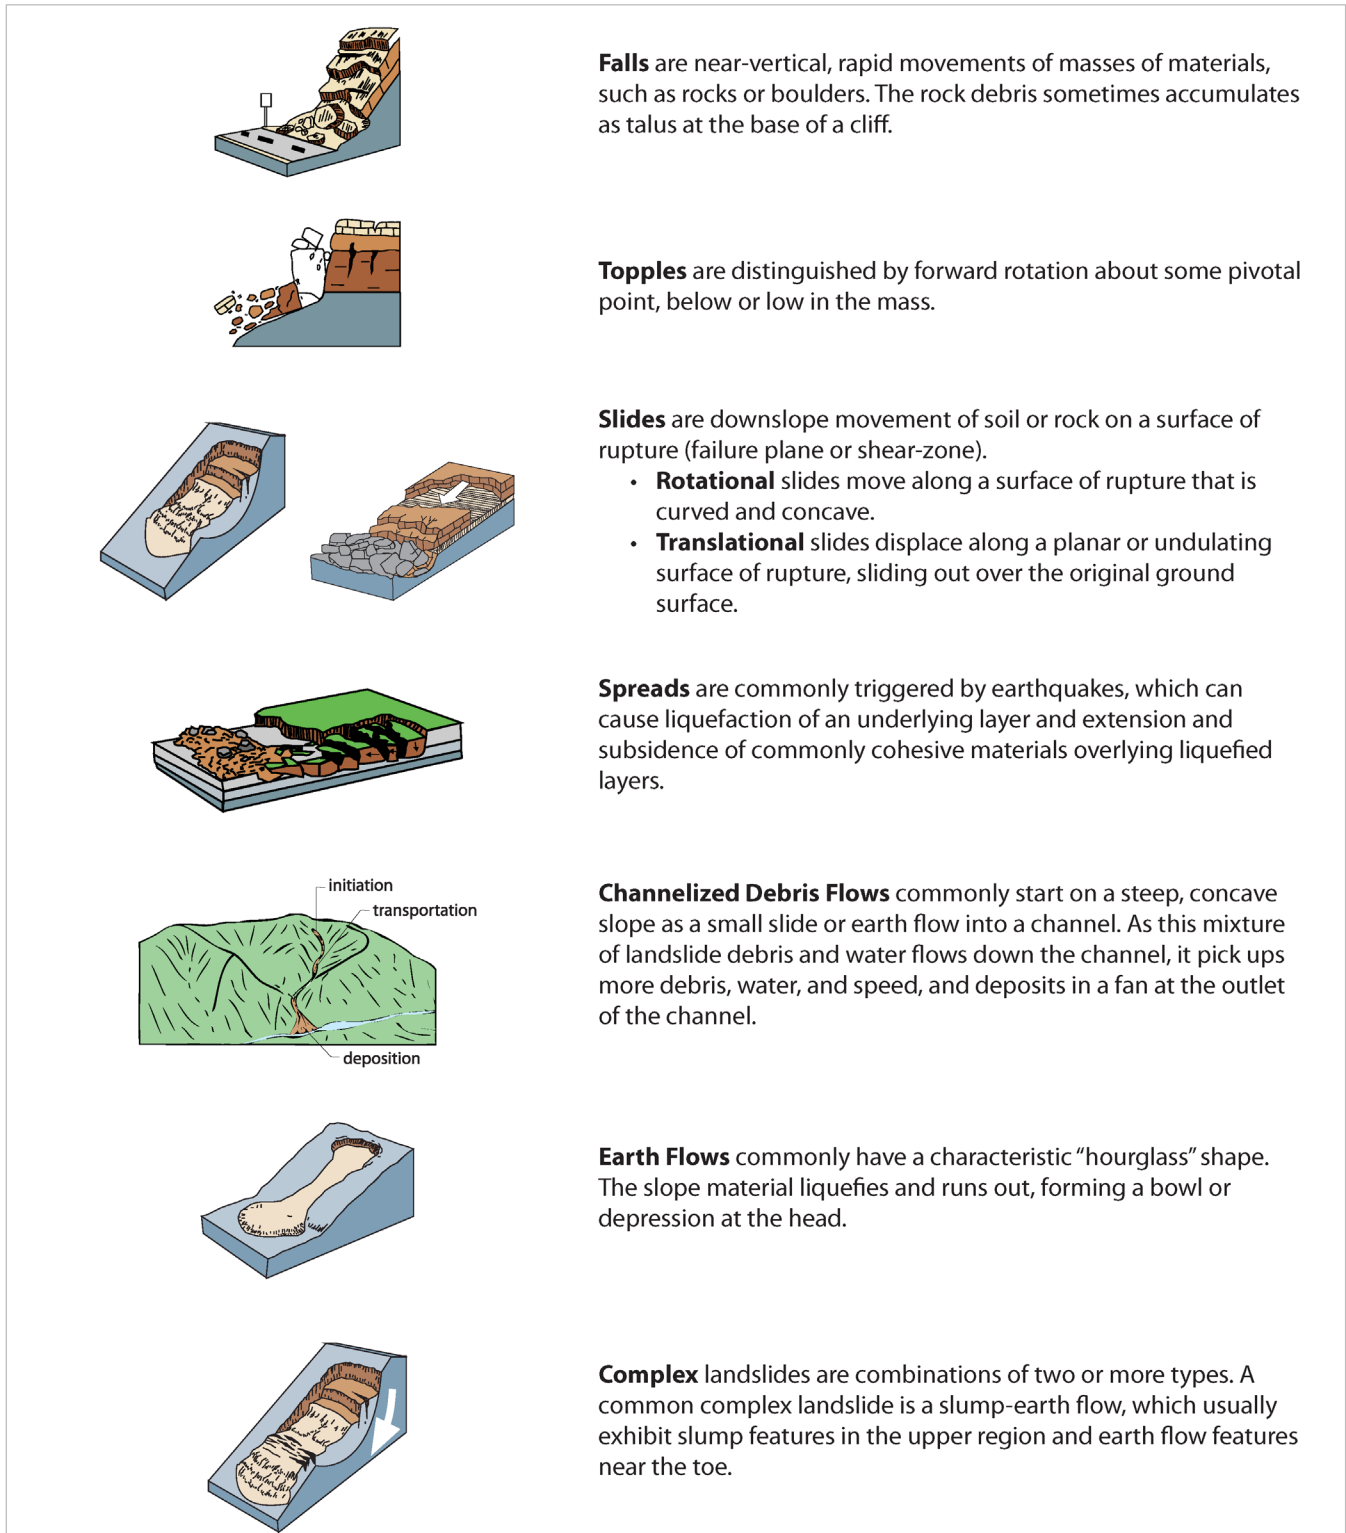 Falls are near-vertical, rapid movements of masses of materials,
such as rocks or boulders. The rock debris sometimes accumulates
as talus at the base of a cliff.
Topples are distinguished by forward rotation about some pivotal
point, below or low in the mass.
Slides are downslope movement of soil or rock on a surface of
rupture (failure plane or shear-zone).
• Rotational slides move along a surface of rupture that is
curved and concave.
• Translational slides displace along a planar or undulating
surface of rupture, sliding out over the original ground
surface.
Spreads are commonly triggered by earthquakes, which can
cause liquefaction of an underlying layer and extension and
subsidence of commonly cohesive materials overlying liquefied
layers.
initiation
transportation
deposition
Channelized Debris Flows commonly start on a steep, concave
slope as a small slide or earth flow into a channel. As this mixture
of landslide debris and water flows down the channel, it pick ups
more debris, water, and speed, and deposits in a fan at the outlet
of the channel.
Earth Flows commonly have a characteristic “hourglass” shape.
The slope material liquefies and runs out, forming a bowl or
depression at the head.
Complex landslides are combinations of two or more types. A
common complex landslide is a slump-earth flow, which usually
exhibit slump features in the upper region and earth flow features
near the toe.